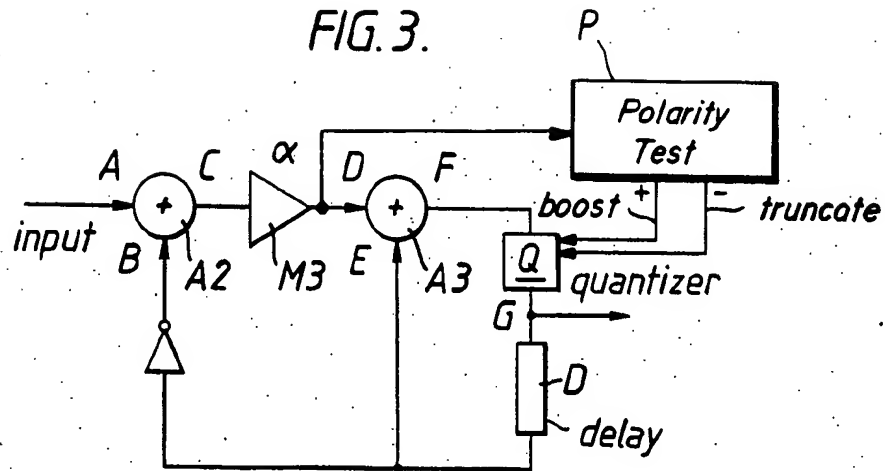 FIG. 3.
P
Polarity
Test
α
A
C
D
F
+
+
boost
+
-
truncate
input
B
A2
M3
E
A3
Q
quantizer
G
D
delay